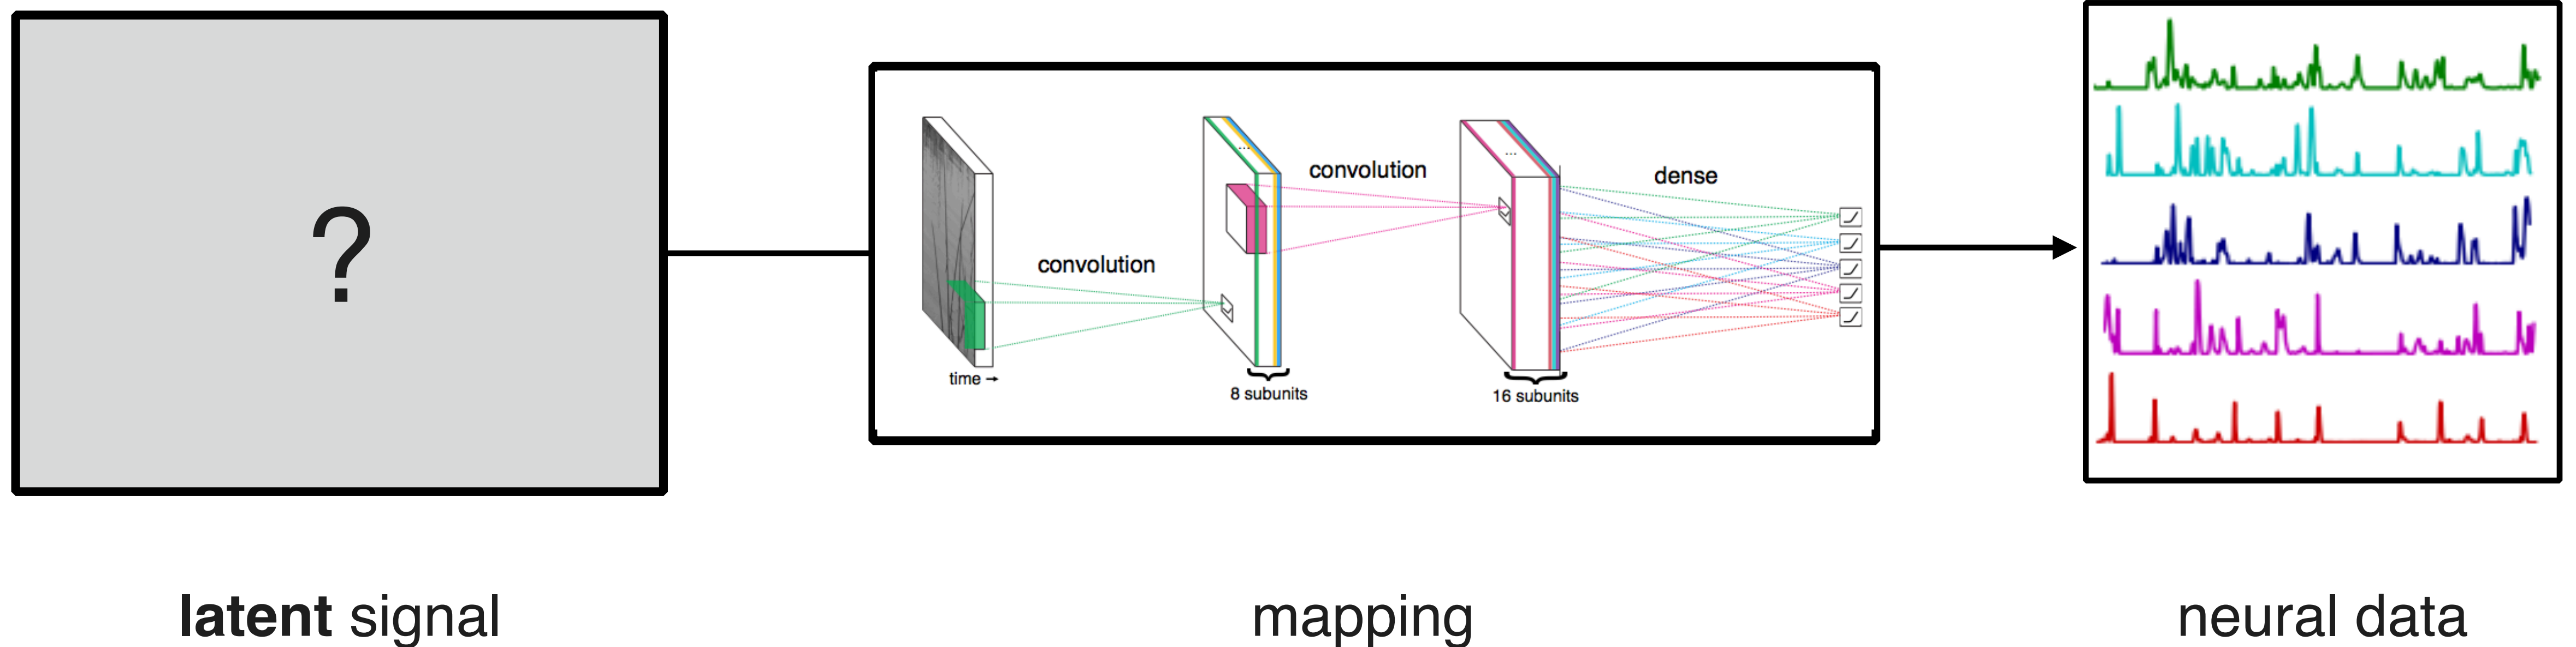 ?
convolution
convolution
dense
...
...
time →
8 subunits
16 subunits
latent signal
mapping
neural data